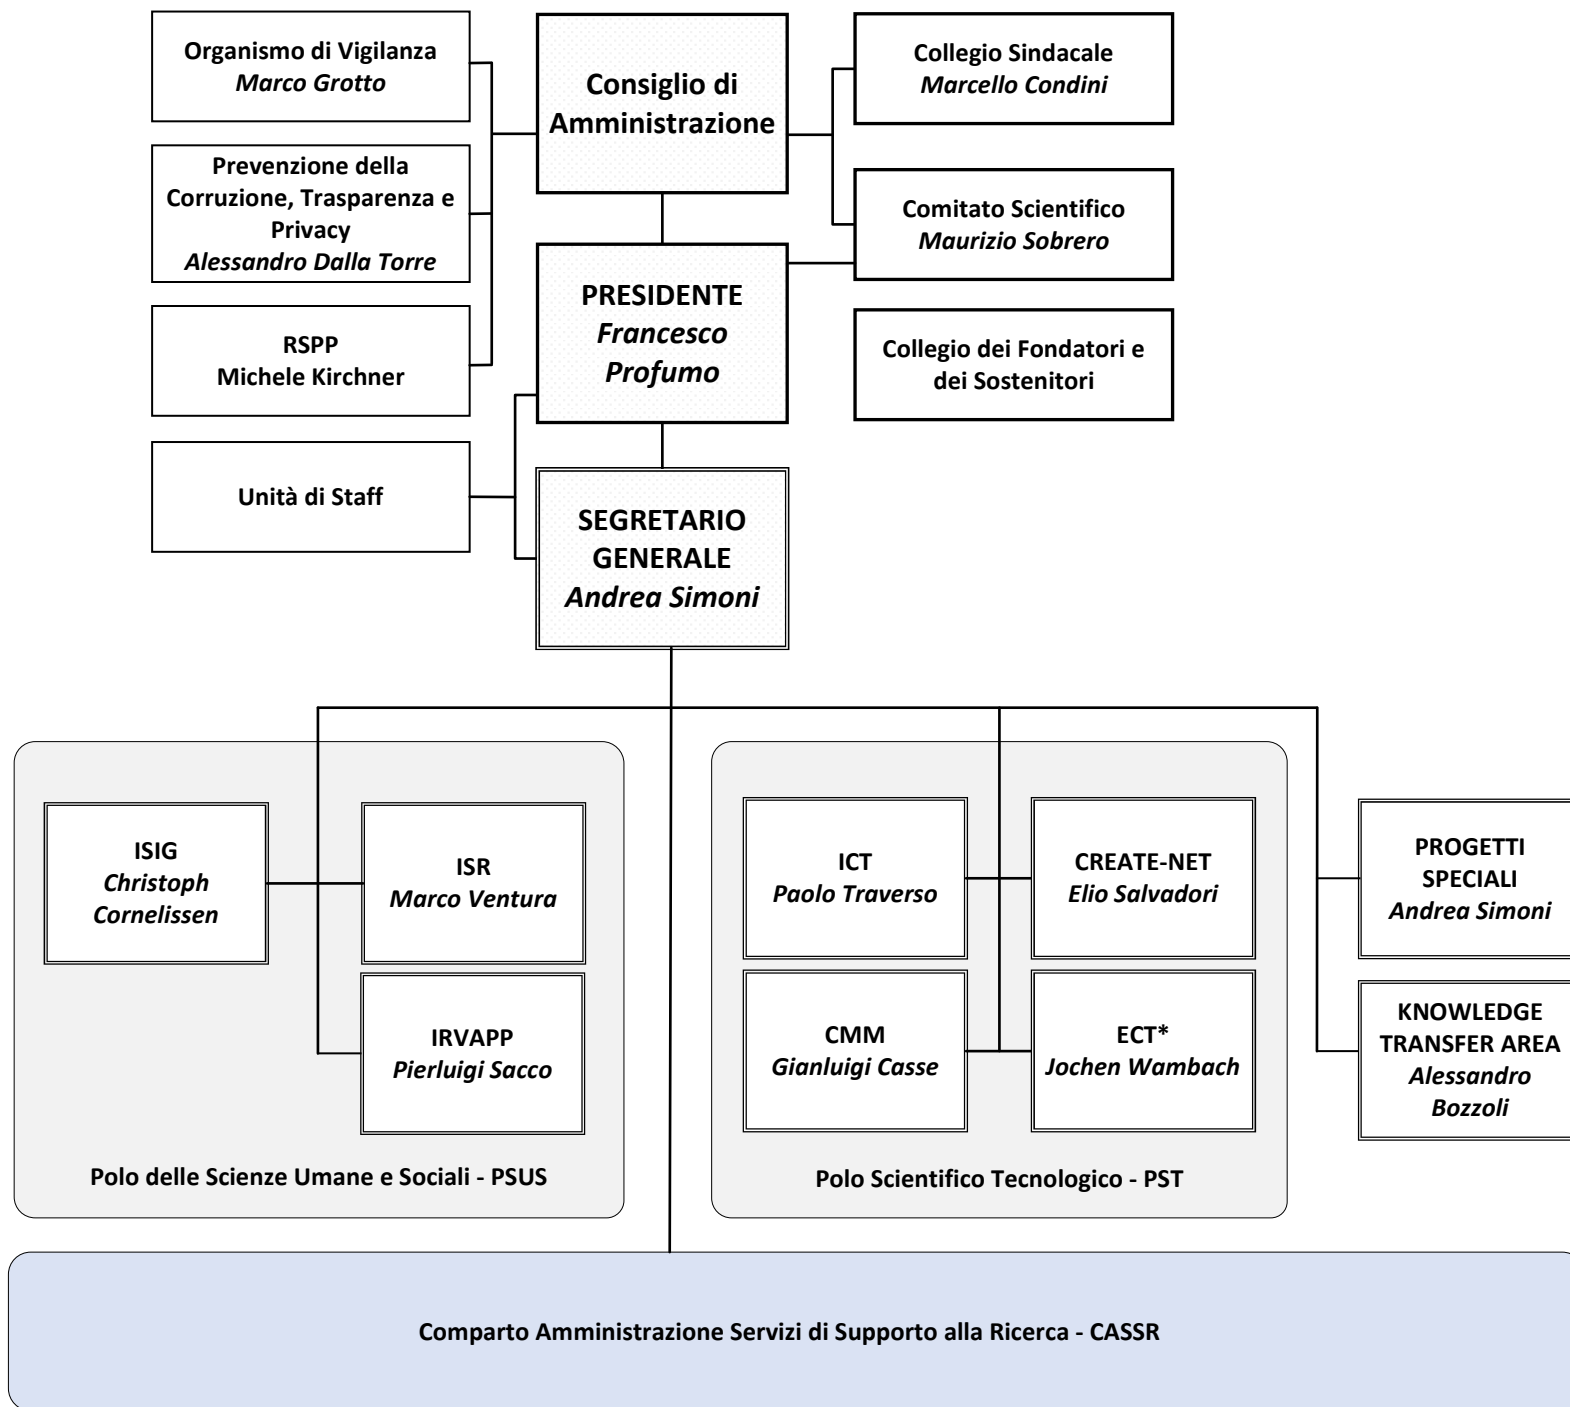 Organismo di Vigilanza
Marco Grotto
Consiglio di
Amministrazione
Collegio Sindacale
Marcello Condini
Prevenzione della
Corruzione, Trasparenza e
Privacy
Alessandro Dalla Torre
Comitato Scientifico
Maurizio Sobrero
PRESIDENTE
Francesco
Profumo
RSPP
Michele Kirchner
Collegio dei Fondatori e
dei Sostenitori
Unità di Staff
SEGRETARIO
GENERALE
Andrea Simoni
ISIG
Christoph
Cornelissen
ISR
Marco Ventura
IRVAPP
Pierluigi Sacco
Polo delle Scienze Umane e Sociali - PSUS
ICT
Paolo Traverso
CREATE-NET
Elio Salvadori
CMM
Gianluigi Casse
ECT*
Jochen Wambach
Polo Scientifico Tecnologico - PST
PROGETTI
SPECIALI
Andrea Simoni
KNOWLEDGE
TRANSFER AREA
Alessandro
Bozzoli
Comparto Amministrazione Servizi di Supporto alla Ricerca - CASSR